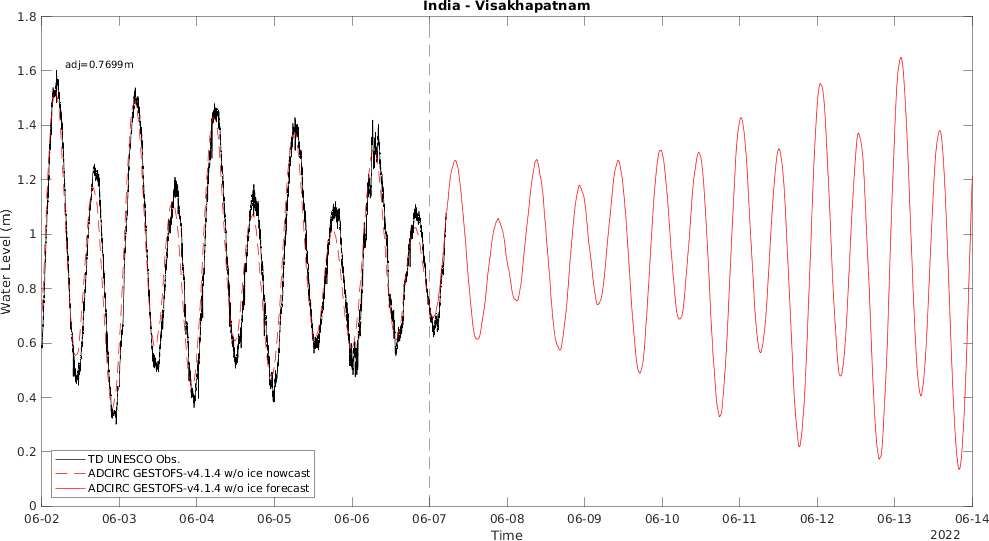 India - Visakhapatnam
1.8
1.6
1.4
1.2
1
0.8
0.6
0.4
0.2
0
Water Level (m)
adj=0.7699m
TD UNESCO Obs.
ADCIRC GESTOFS-v4.1.4 w/o ice nowcast
ADCIRC GESTOFS-v4.1.4 w/o ice forecast
06-02 06-03 06-04 06-05 06-06 06-07 06-08 06-09 06-10 06-11 06-12 06-13 06-14
Time
2022